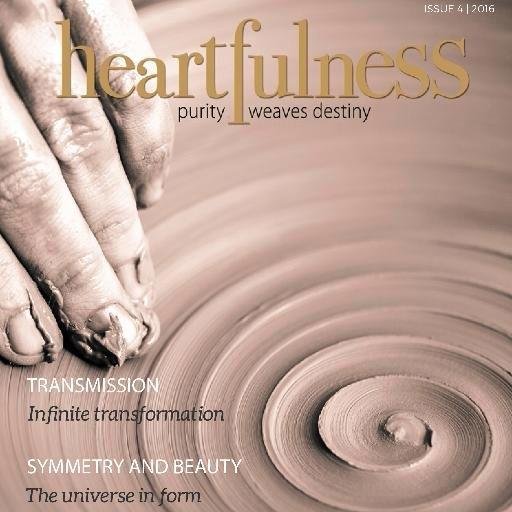 ISSUE 4 | 2016
heartfulness
purity weaves destiny
TRANSMISSION
Infinite transformation
SYMMETRY AND BEAUTY
The universe in form